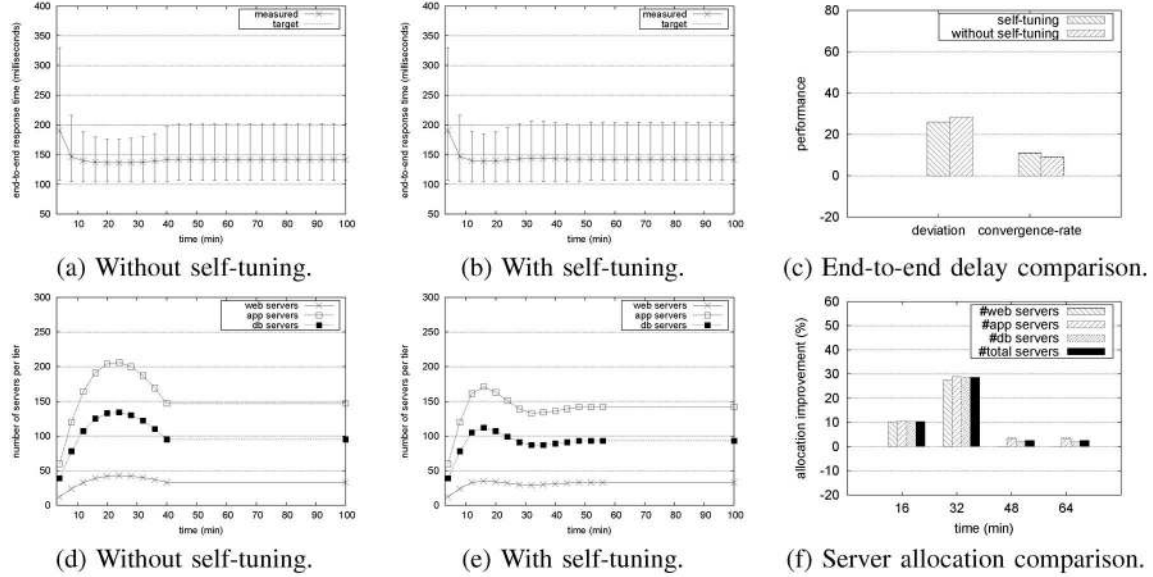 400
350
300
250
200
150
100
50
end-to-end response time (milliseconds)
measured
target
10 20 30 40 50 60 70 80 90 100
time (min)
(a) Without self-tuning.
400
350
300
250
200
150
100
50
end-to-end response time (milliseconds)
measured
target
10 20 30 40 50 60 70 80 90 100
time (min)
(b) With self-tuning.
80
60
40
20
0
-20
performance
self-tuning
without self-tuning
deviation convergence-rate
(c) End-to-end delay comparison.
300
250
200
150
100
50
0
number of servers per tier
web servers
app servers
db servers
10 20 30 40 50 60 70 80 90 100
time (min)
(d) Without self-tuning.
300
250
200
150
100
50
0
number of servers per tier
web servers
app servers
db servers
10 20 30 40 50 60 70 80 90 100
time (min)
(e) With self-tuning.
60
50
40
30
20
10
0
-10
-20
allocation improvement (%)
#web servers
#app servers
#db servers
#total servers
16 32 48 64
time (min)
(f) Server allocation comparison.